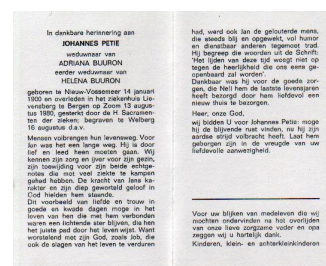 In dankbare herinnering aan
JOHANNES PETIE
weduwnaar van
ADRIANA BUURON
eerder weduwnaar van
HELENA BUURON
geboren te Nieuw-Vossemeer 14 januari
1900 en overleden in het ziekenhuis Lie-
vensberg te Bergen op Zoom 13 augus-
tus 1980, gesterkt door de H. Sacramen-
ten der zieken; begraven te Welberg
16 augustus d.a.v.
Mensen volbrengen hun levensweg. Voor
Jan was het een lange weg. Hij is door
lief en leed heen moeten gaan. Wij
kennen zijn zorg en ijver voor zijn gezin,
zijn toewijding voor zijn beide echtge-
notes die met veel ziekte te kampen
gehad hebben. De kracht van Jans ka-
rakter en zijn diep geworteld geloof in
God hielden hem staande.
Dit voorbeeld van liefde en trouw in
goede en kwade dagen moge in het
leven van hen die met hem verbonden
waren een lichtende ster blijven, die hen
het juiste pad door het leven wijst. Want
worstelend met zijn God, zoals Job, die
ook de slagen van het leven te verduren
had, werd ook Jan de gelouterde mens,
die steeds blij en opgewekt, vol humor
en dienstbaar anderen tegemoet trad.
Hij begreep die woorden uit de Schrift:
'Het lijden van deze tijd weegt niet op
tegen de heerlijkheid die ons eens ge-
openbaard zal worden'.
Dankbaar was hij voor de goede zor-
gen, die Nell hem de laatste levensjaren
heeft bezorgd door hem liefdevol een
nieuw thuis te bezorgen.
Heer, onze God,
wij bidden U voor Johannes Petie: moge
hij de blijvende rust vinden, nu hij zijn
aardse strijd volbracht heeft. Laat hem
geborgen zijn in de vreugde van uw
liefdevolle aanwezigheid.
Voor uw blijken van medeleven die wij
mochten ondervinden na het overlijden
van onze lieve zorgzame vader en opa
zeggen wij u hartelijk dank.
Kinderen, klein- en achterkleinkinderen